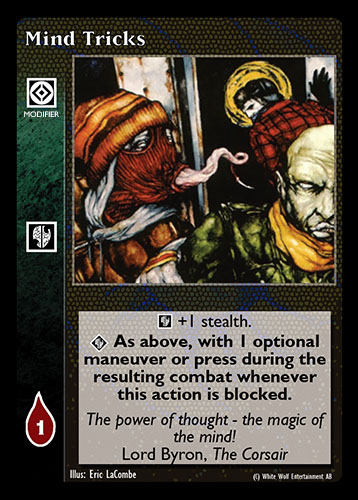 Mind Tricks
MODIFIER
+1 stealth.
As above, with 1 optional
maneuver or press during the
resulting combat whenever
this action is blocked.
The power of thought - the magic of
the mind!
Lord Byron, The Corsair
1
Illus: Eric LaCombe
(C) White Wolf Entertainment AB